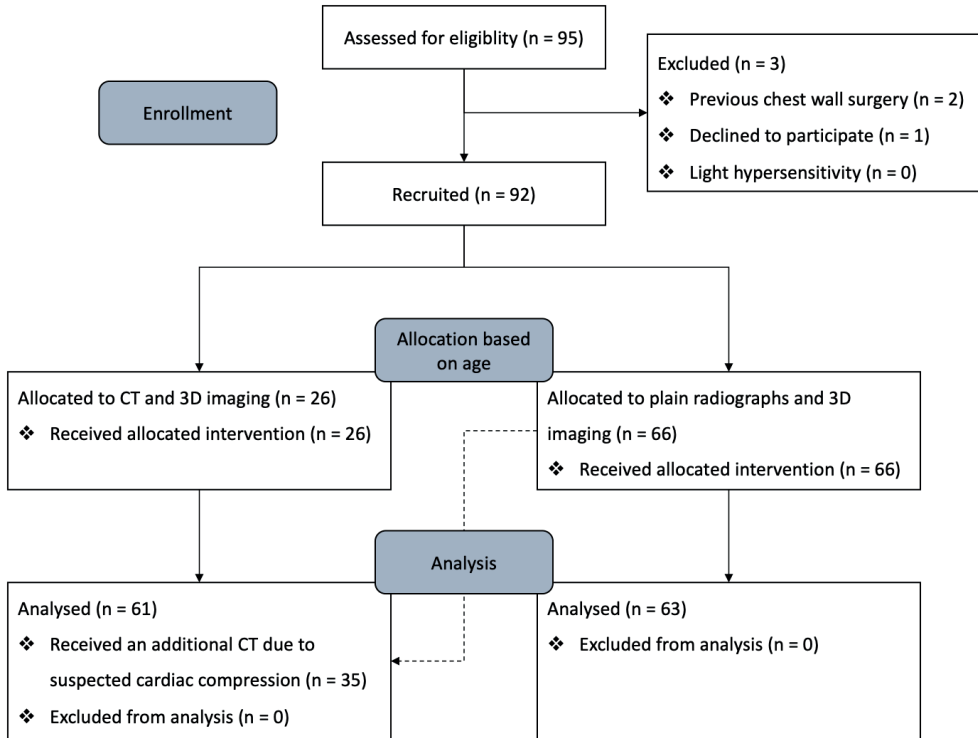 Assessed for eligiblity (n = 95)
Excluded (n = 3)
❖ Previous chest wall surgery (n = 2)
❖ Declined to participate (n = 1)
❖ Light hypersensitivity (n = 0)
Enrollment
Recruited (n = 92)
Allocation based
on age
Allocated to CT and 3D imaging (n = 26)
❖ Received allocated intervention (n = 26)
Allocated to plain radiographs and 3D
imaging (n = 66)
❖ Received allocated intervention (n = 66)
Analysis
Analysed (n = 61)
❖ Received an additional CT due to
suspected cardiac compression (n = 35)
❖ Excluded from analysis (n = 0)
Analysed (n = 63)
❖ Excluded from analysis (n = 0)